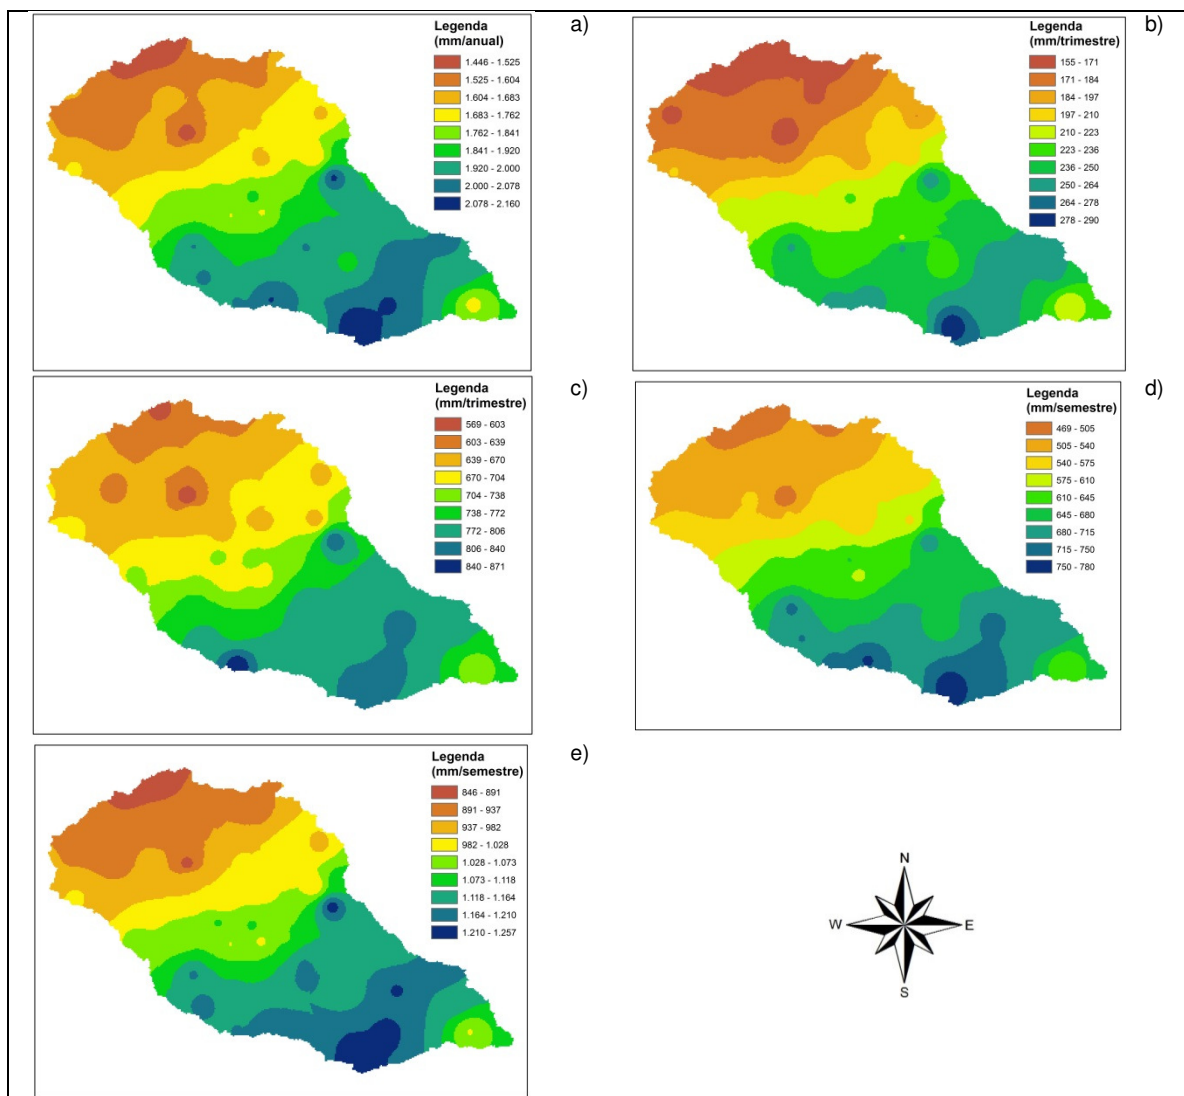 Legenda
(mm/anual)
1.446 - 1.525
1.525 - 1.604
1.604 - 1.683
1.683 - 1.762
1.762 - 1.841
1.841 - 1.920
1.920 - 2.000
2.000 - 2.078
2.078 - 2.160
a)
Legenda
(mm/trimestre)
155 - 171
171 - 184
184 - 197
197 - 210
210 - 223
223 - 236
236 - 250
250 - 264
264 - 278
278 - 290
b)
Legenda
(mm/trimestre)
569 - 603
603 - 639
639 - 670
670 - 704
704 - 738
738 - 772
772 - 806
806 - 840
840 - 871
c)
Legenda
(mm/semestre)
469 - 505
505 - 540
540 - 575
575 - 610
610 - 645
645 - 680
680 - 715
715 - 750
750 - 780
d)
Legenda
(mm/semestre)
846 - 891
891 - 937
937 - 982
982 - 1.028
1.028 - 1.073
1.073 - 1.118
1.118 - 1.164
1.164 - 1.210
1.210 - 1.257
e)
N
W
E
S